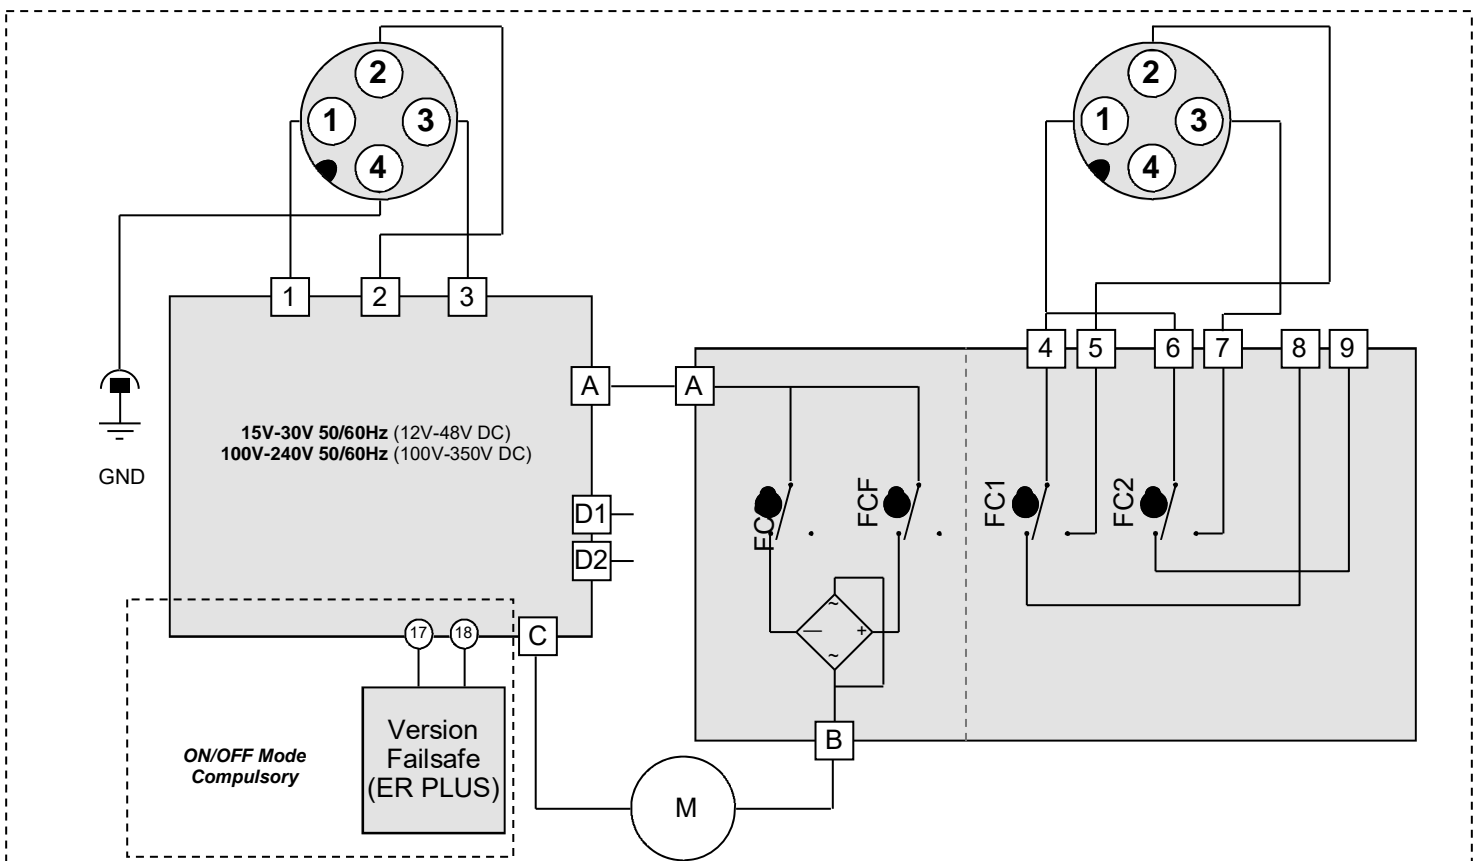 2
1
3
4
2
1
3
4
1
2
3
4
5
6
7
8
9
A
A
GND
15V-30V 50/60Hz (12V-48V DC)
100V-240V 50/60Hz (100V-350V DC)
FCF
FC1
FC2
D1
D2
~
—
+
~
17
18
C
Version
Failsafe
(ER PLUS)
ON/OFF Mode
Compulsory
B
M